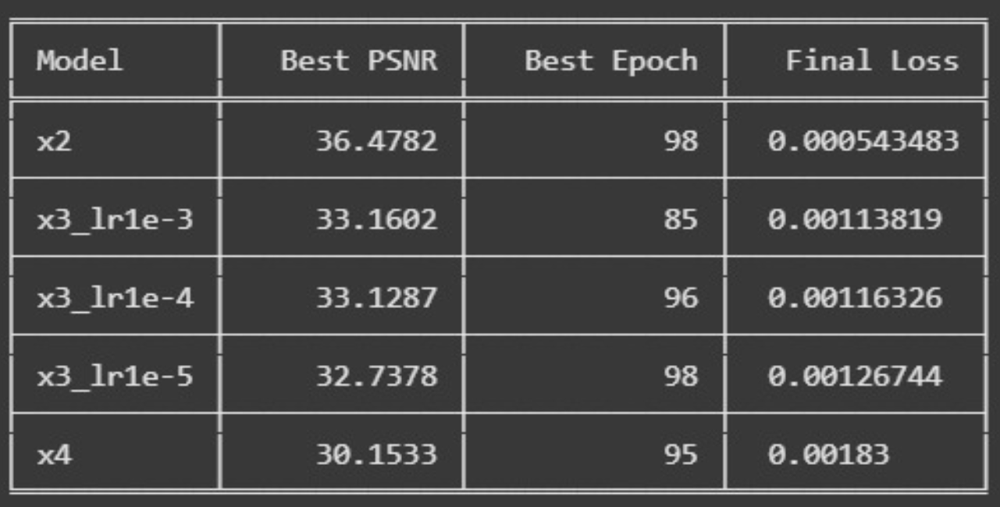 Model Best PSNR Best Epoch Final Loss
x2 36.4782 98 0.000543483
x3_lr1e-3 33.1602 85 0.00113819
x3_lr1e-4 33.1287 96 0.00116326
x3_lr1e-5 32.7378 98 0.00126744
x4 30.1533 95 0.00183